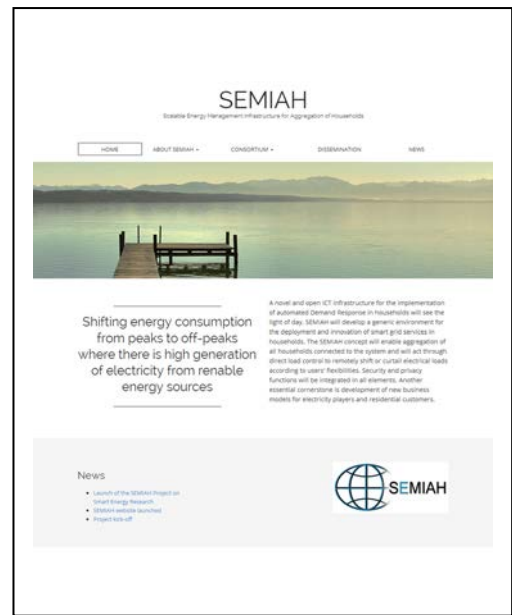 SEMIAH
Scalable Energy Management Infrastructure for Aggregation of Households
HOME ABOUT SEMIAH CONSORTIUM DISSEMINATION NEWS
Shifting energy consumption
from peaks to off-peaks
where there is high generation
of electricity from renable
energy sources
A novel and open ICT infrastructure for the implementation
of automated Demand Response in households will see the
light of day. SEMIAH will develop a generic environment for
the deployment and innovation of smart grid services in
households. The SEMIAH concept will enable aggregation of
all households connected to the system and will act through
direct load control to remotely shift or curtail electrical loads
according to users' flexibilities. Security and privacy
functions will be integrated in all elements. Another
essential cornerstone is development of new business
models for electricity players and residential customers.
News
Launch of the SEMIAH Project on
Smart Energy Research
SEMIAH website launched
Project kick-off
SEMIAH